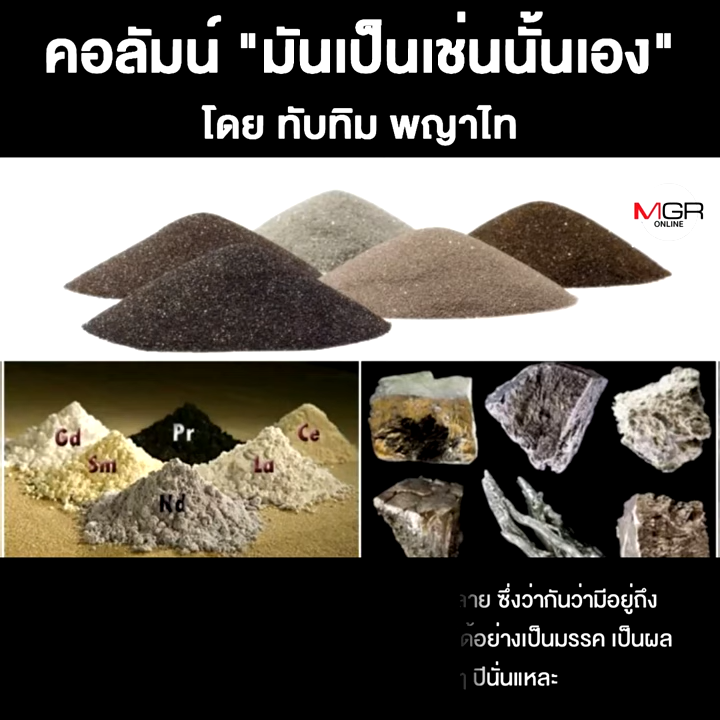 คอลัมน์ "มันเป็นเช่นนั้นเอง"
โดย ทับทิม พญาไท
MGR
ONLINE
Gd
Pr
Ce
Sm
La
Nd
ซึ่งว่ากันว่ามีอยู่ถึง
ได้อย่างเป็นมรรค เป็นผล
ปีนั่นแหละ